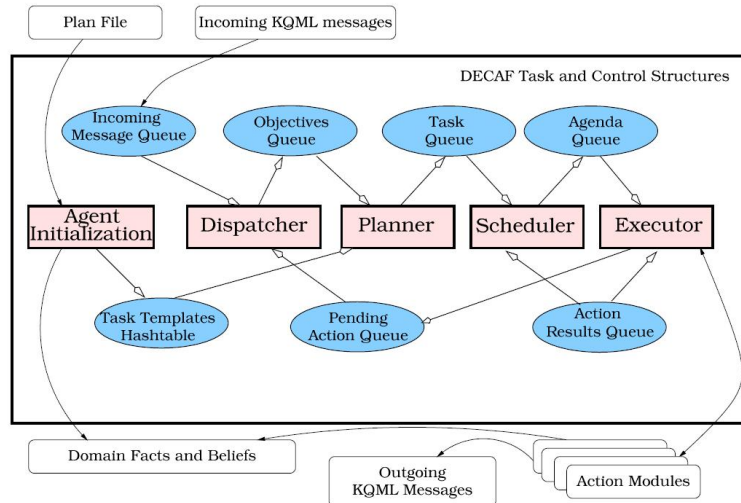 Plan File
Incoming KQML messages
DECAF Task and Control Structures
Incoming
Message Queue
Objectives
Queue
Task
Queue
Agenda
Queue
Agent
Initialization
Dispatcher
Planner
Scheduler
Executor
Task Templates
Hashtable
Pending
Action Queue
Action
Results Queue
Domain Facts and Beliefs
Outgoing
KQML Messages
Action Modules